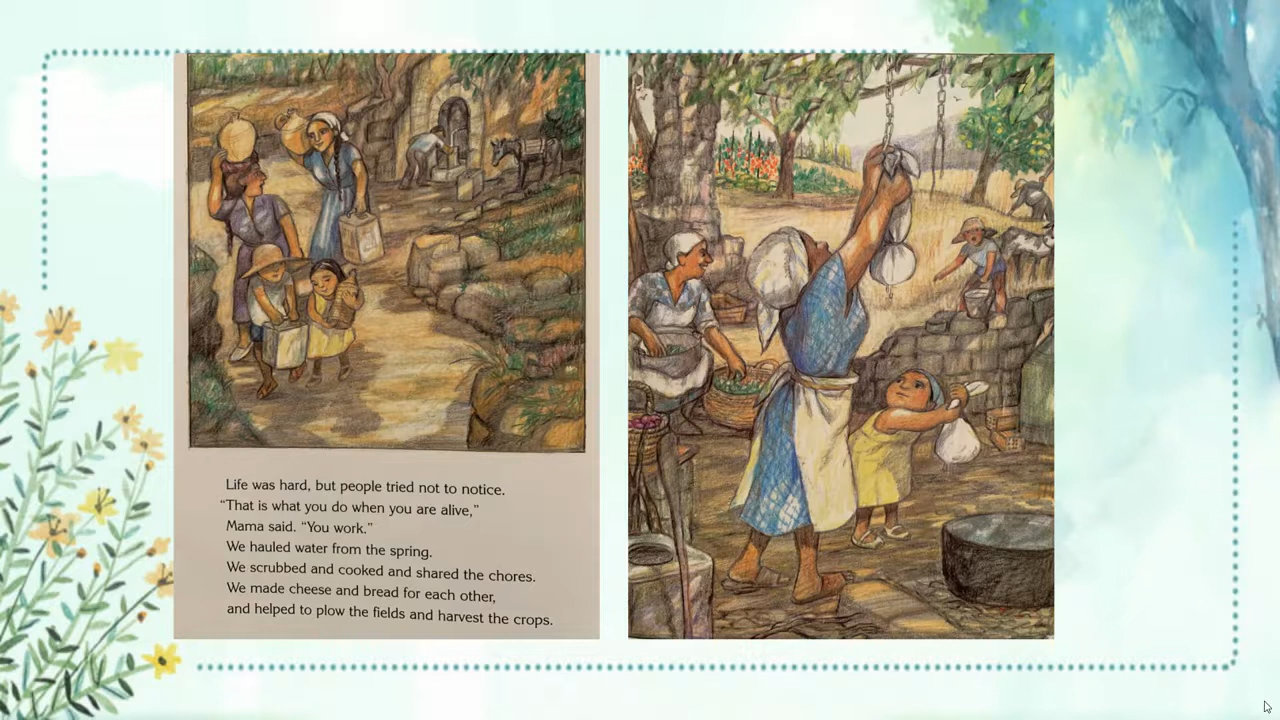 Life was hard, but people tried not to notice.
“That is what you do when you are alive,”
Mama said. “You work.”
We hauled water from the spring.
We scrubbed and cooked and shared the chores.
We made cheese and bread for each other,
and helped to plow the fields and harvest the crops.